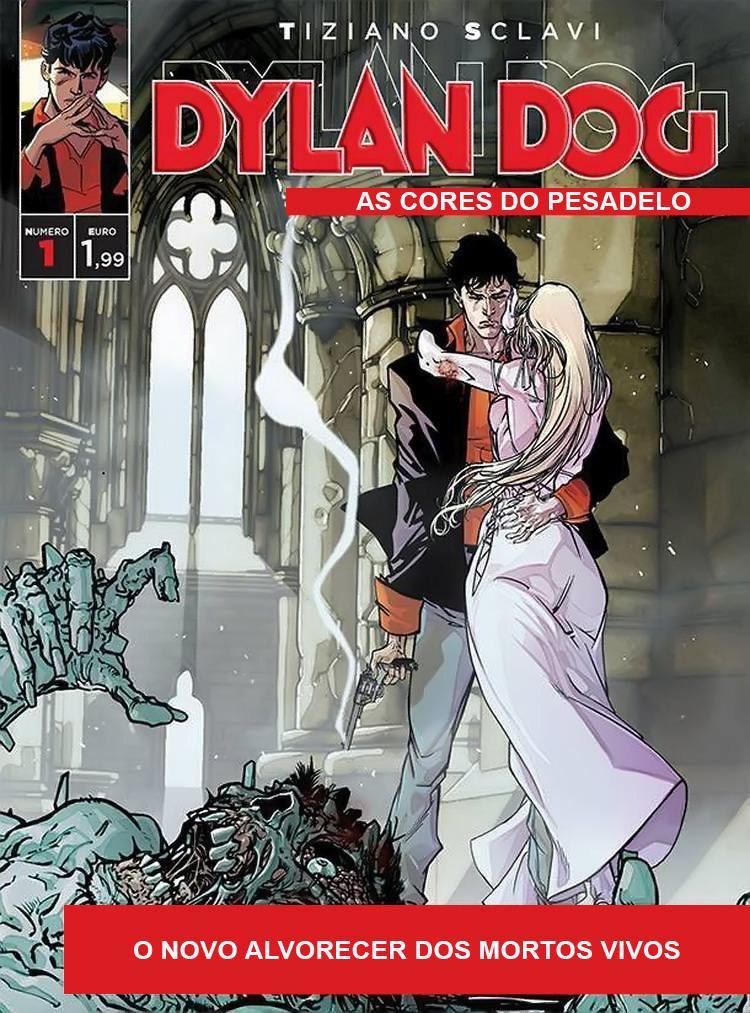 TIZIANO SCLAVI
DYLAN DOG
AS CORES DO PESADELO
NUMERO
1
EURO
1,99
O NOVO ALVORECER DOS MORTOS VIVOS